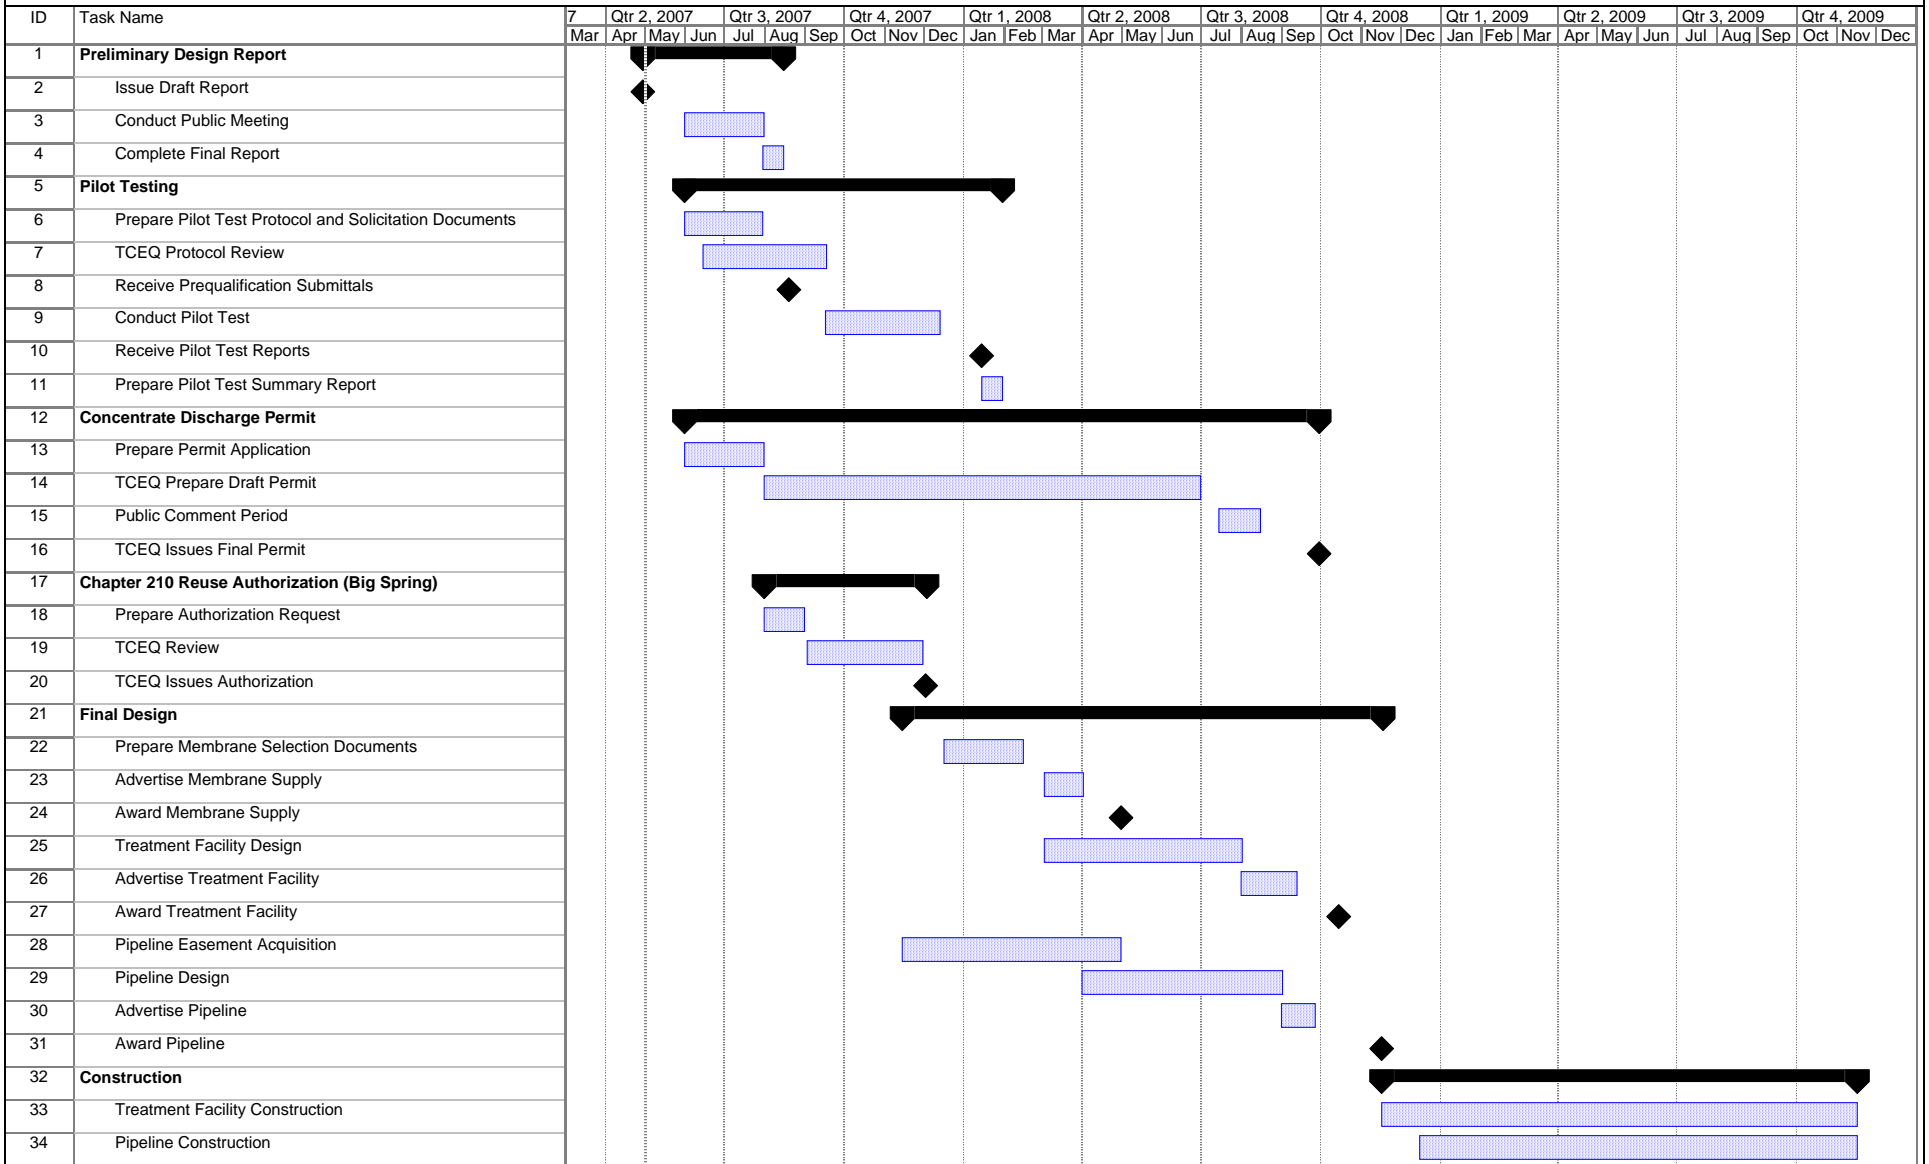 ID Task Name 7 Qtr 2, 2007 Qtr 3, 2007 Qtr 4, 2007 Qtr 1, 2008 Qtr 2, 2008 Qtr 3, 2008 Qtr 4, 2008 Qtr 1, 2009 Qtr 2, 2009 Qtr 3, 2009 Qtr 4, 2009
Mar Apr May Jun Jul Aug Sep Oct Nov Dec Jan Feb Mar Apr May Jun Jul Aug Sep Oct Nov Dec Jan Feb Mar Apr May Jun Jul Aug Sep Oct Nov Dec
1 Preliminary Design Report
2 Issue Draft Report
3 Conduct Public Meeting
4 Complete Final Report
5 Pilot Testing
6 Prepare Pilot Test Protocol and Solicitation Documents
7 TCEQ Protocol Review
8 Receive Prequalification Submittals
9 Conduct Pilot Test
10 Receive Pilot Test Reports
11 Prepare Pilot Test Summary Report
12 Concentrate Discharge Permit
13 Prepare Permit Application
14 TCEQ Prepare Draft Permit
15 Public Comment Period
16 TCEQ Issues Final Permit
17 Chapter 210 Reuse Authorization (Big Spring)
18 Prepare Authorization Request
19 TCEQ Review
20 TCEQ Issues Authorization
21 Final Design
22 Prepare Membrane Selection Documents
23 Advertise Membrane Supply
24 Award Membrane Supply
25 Treatment Facility Design
26 Advertise Treatment Facility
27 Award Treatment Facility
28 Pipeline Easement Acquisition
29 Pipeline Design
30 Advertise Pipeline
31 Award Pipeline
32 Construction
33 Treatment Facility Construction
34 Pipeline Construction